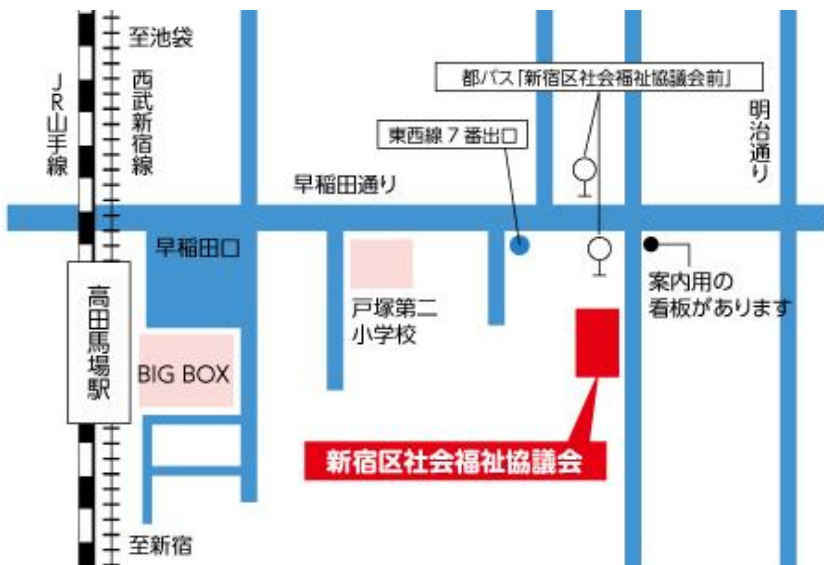 至池袋
JR山手線
西武新宿線
都バス「新宿区社会福祉協議会前」
東西線7番出口
明治通り
早稲田通り
早稲田口
高田馬場駅
戸塚第二
小学校
案内用の
看板があります
BIG BOX
新宿区社会福祉協議会
至新宿